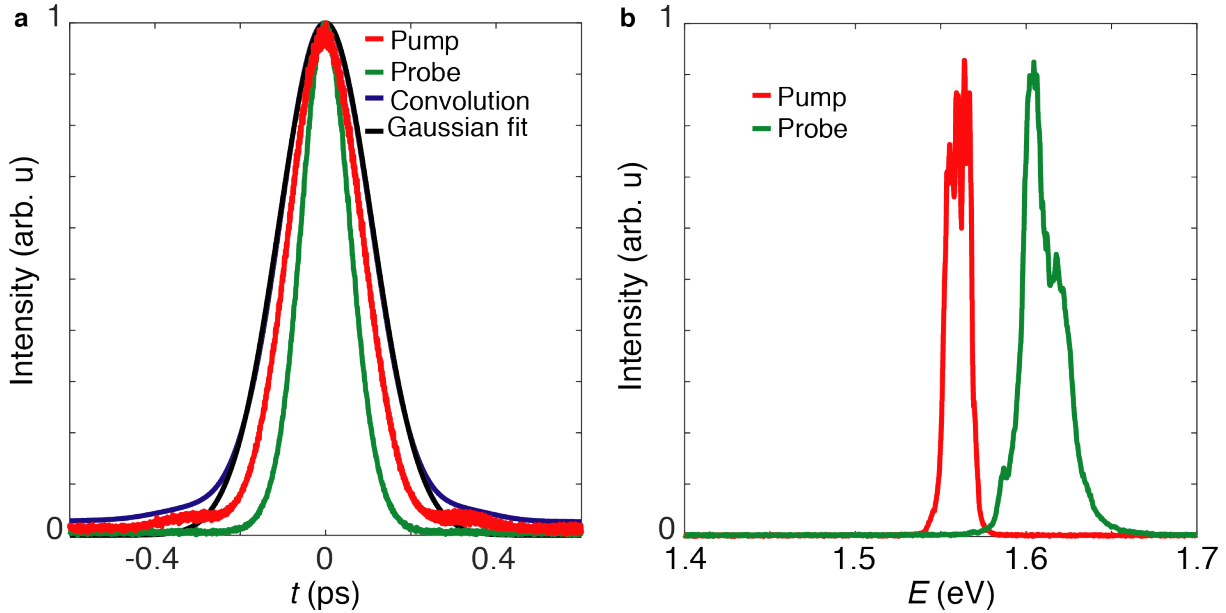 a
1
Pump
Probe
Convolution
Gaussian fit
Intensity (arb. u)
0
-0.4
0
0.4
t (ps)
b
1
Pump
Probe
Intensity (arb. u)
0
1.4
1.5
1.6
1.7
E (eV)